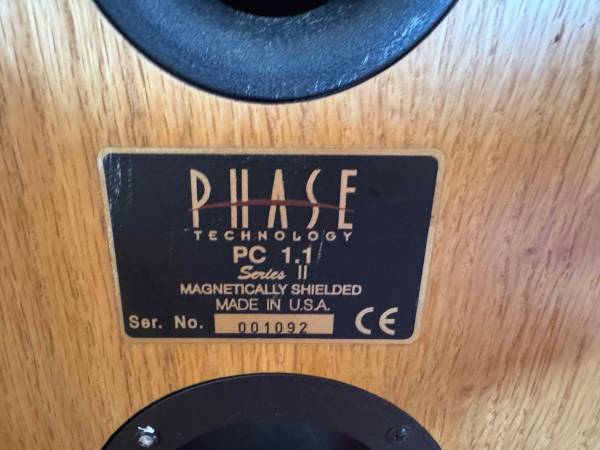 PHASE
TECHNOLOGY
PC 1.1
Series II
MAGNETICALLY SHIELDED
MADE IN U.S.A.
Ser. No. 001092 CE